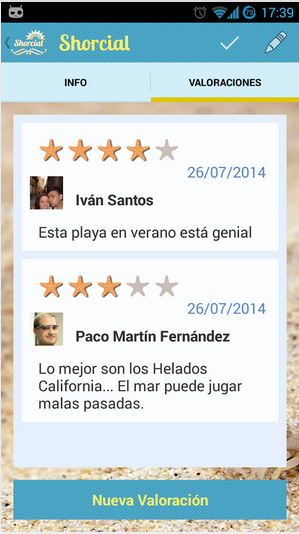 17:39
Shorcial
Shorcial
INFO
VALORACIONES
26/07/2014
Iván Santos
Esta playa en verano está genial
26/07/2014
Paco Martín Fernández
Lo mejor son los Helados
California... El mar puede jugar
malas pasadas.
Nueva Valoración